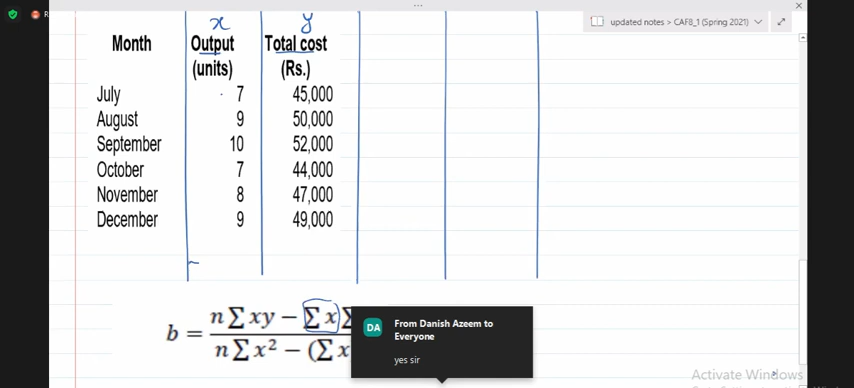 R
updated notes > CAF8_1 (Spring 2021)
x y
Month Output Total cost
(units) (Rs.)
July 7 45,000
August 9 50,000
September 10 52,000
October 7 44,000
November 8 47,000
December 9 49,000
b = n∑xy − ∑x∑
n∑x² − (∑x
DA From Danish Azeem to
Everyone
yes sir
Activate Windows